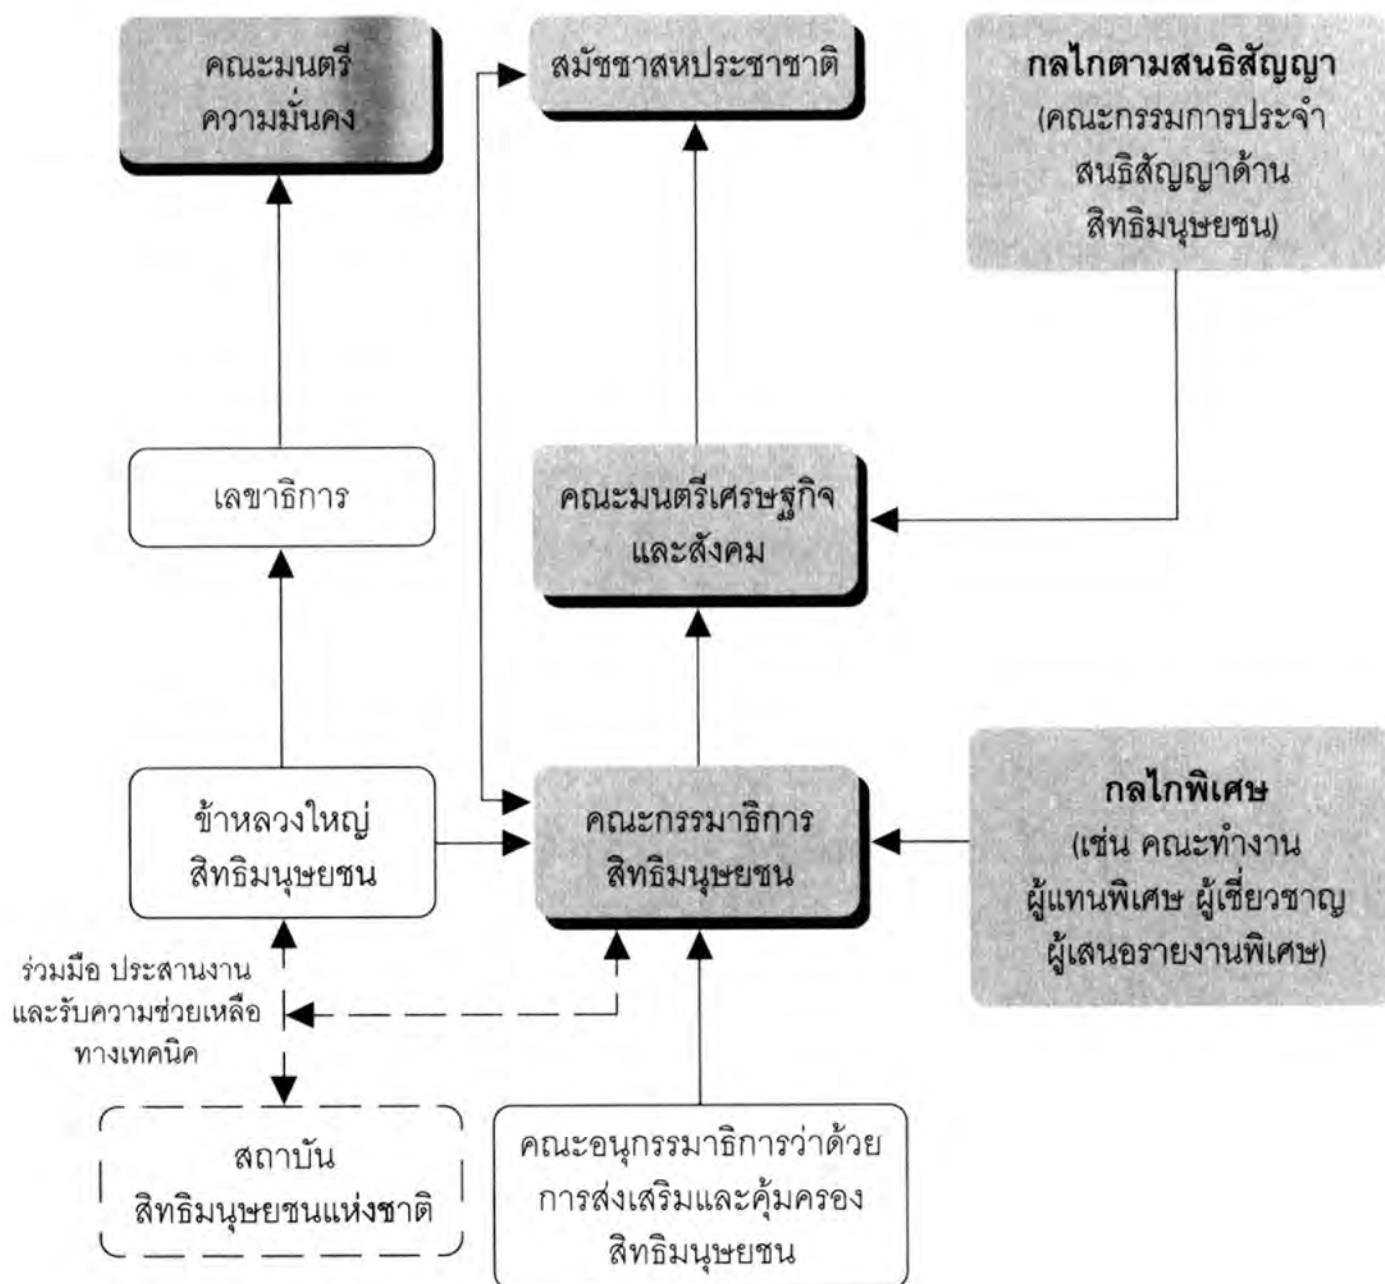 คณะมนตรี
ความมั่นคง
สมัชชาสหประชาชาติ
กลไกตามสนธิสัญญา
(คณะกรรมการประจำ
สนธิสัญญาด้าน
สิทธิมนุษยชน)
เลขาธิการ
คณะมนตรีเศรษฐกิจ
และสังคม
ข้าหลวงใหญ่
สิทธิมนุษยชน
คณะกรรมาธิการ
สิทธิมนุษยชน
กลไกพิเศษ
(เช่น คณะทำงาน
ผู้แทนพิเศษ ผู้เชี่ยวชาญ
ผู้เสนอรายงานพิเศษ)
ร่วมมือ ประสานงาน
และรับความช่วยเหลือ
ทางเทคนิค
สถาบัน
สิทธิมนุษยชนแห่งชาติ
คณะอนุกรรมาธิการว่าด้วย
การส่งเสริมและคุ้มครอง
สิทธิมนุษยชน